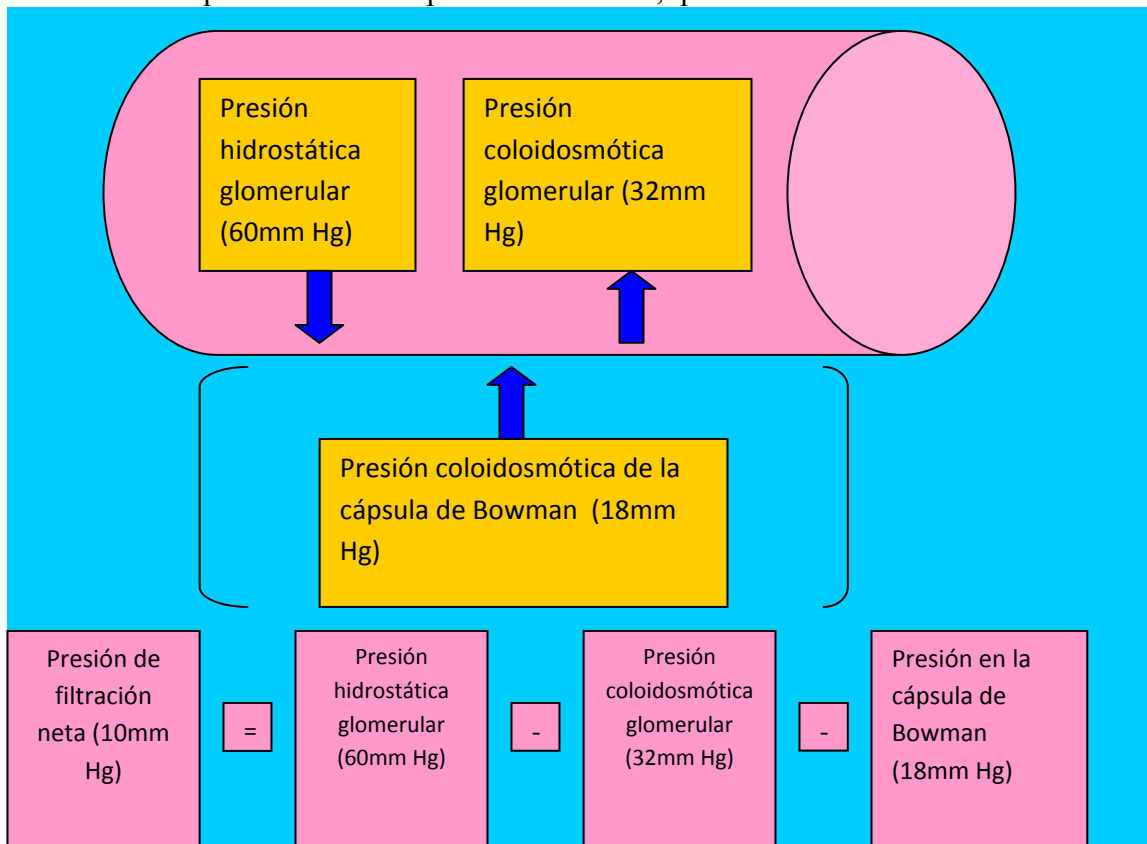 Presión
hidrostática
glomerular
(60mm Hg)
Presión
coloidosmótica
glomerular (32mm
Hg)
Presión coloidosmótica de la
cápsula de Bowman (18mm
Hg)
Presión de
filtración
neta (10mm
Hg)
=
Presión
hidrostática
glomerular
(60mm Hg)
-
Presión
coloidosmótica
glomerular
(32mm Hg)
-
Presión en la
cápsula de
Bowman
(18mm Hg)